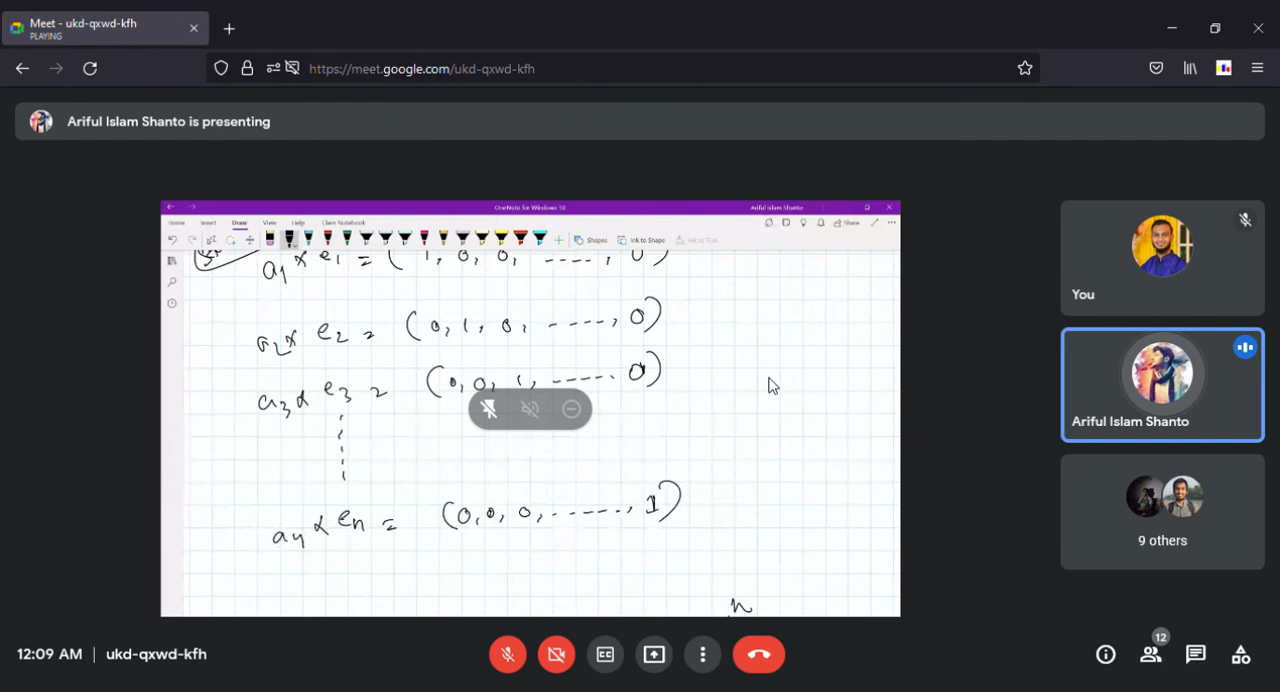 Meet - ukd-qxwd-kfh
PLAYING
https://meet.google.com/ukd-qxwd-kfh
Ariful Islam Shanto is presenting
OneNote for Windows 10
Ariful Islam Shanto
Home Insert Draw View Help Class Notebook
Share
Shapes Ink to Shape Ink to Text
a1 x e1 = ( 1, 0, 0, ...., 0 )
a2 x e2 = (0, 1, 0, -----, 0)
a3 x e3 = (0, 0, 1, ------. 0)
a4 x en = (0, 0, 0, ------., 1)
n
You
Ariful Islam Shanto
9 others
12:09 AM | ukd-qxwd-kfh
12